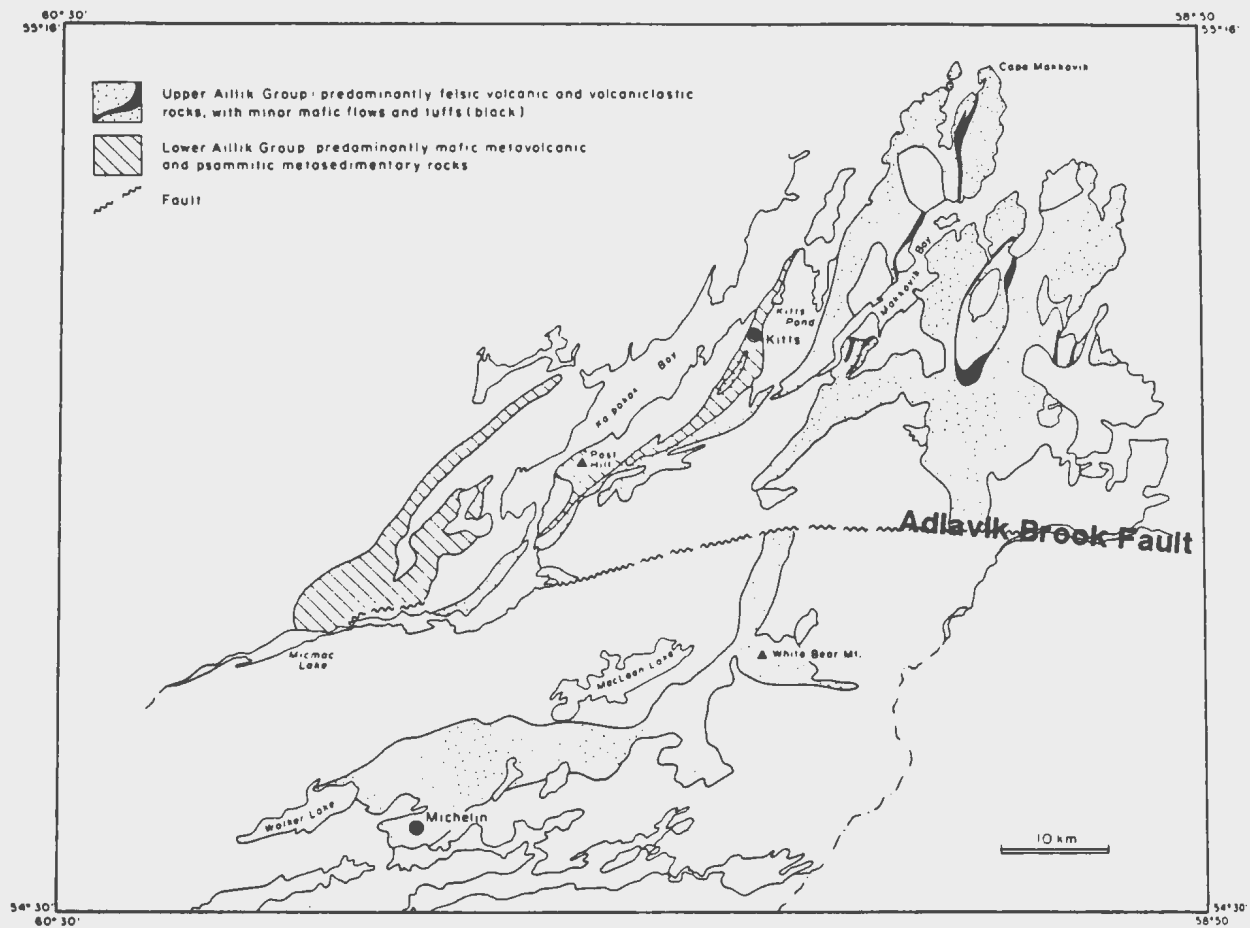 60° 30'
58° 50
55° 16'
55° 16'
Cape Makkovik
Upper Aillik Group: predominantly felsic volcanic and volcaniclastic
rocks, with minor mafic flows and tuffs (black)
Lower Aillik Group predominantly mafic metavolcanic
and psammitic metasedimentary rocks
Fault
Makkovik Bay
Kitts
Pond
Kitts
Kaipokok Bay
Post
Hill
Adlavik Brook Fault
Micmac
Lake
MacLean Lake
White Bear Mt.
Walker Lake
Michelin
10 km
54° 30'
54° 30'
60° 30'
58° 50